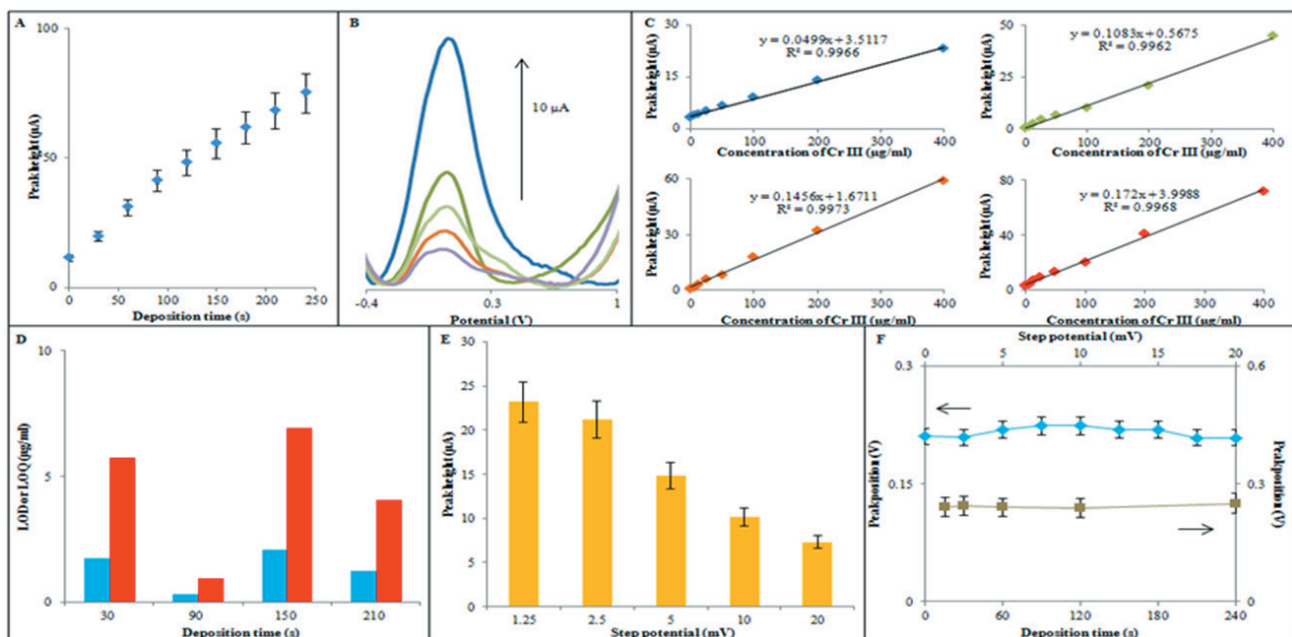 A
100
50
0
Peak height (µA)
0 50 100 150 200 250
Deposition time (s)
B
10 µA
-0.4 0.3 1
Potential (V)
C
30
15
0
Peak height (µA)
y = 0.0499x + 3.5117
R² = 0.9966
0 100 200 300 400
Concentration of Cr III (µg/ml)
50
25
0
Peak height (µA)
y = 0.1083x + 0.5675
R² = 0.9962
0 100 200 300 400
Concentration of Cr III (µg/ml)
60
30
0
Peak height (µA)
y = 0.1456x + 1.6711
R² = 0.9973
0 100 200 300 400
Concentration of Cr III (µg/ml)
80
40
0
Peak height (µA)
y = 0.172x + 3.9988
R² = 0.9968
0 100 200 300 400
Concentration of Cr III (µg/ml)
D
10
5
0
LOD or LOQ (ng/ml)
30 90 150 210
Deposition time (s)
E
30
25
20
15
10
5
0
Peak height (µA)
1.25 2.5 5 10 20
Step potential (mV)
F
Step potential (mV)
0 5 10 15 20
0.3
0.15
0
Peak position (V)
0.6
0.3
0
Peak position (V)
0 60 120 180 240
Deposition time (s)